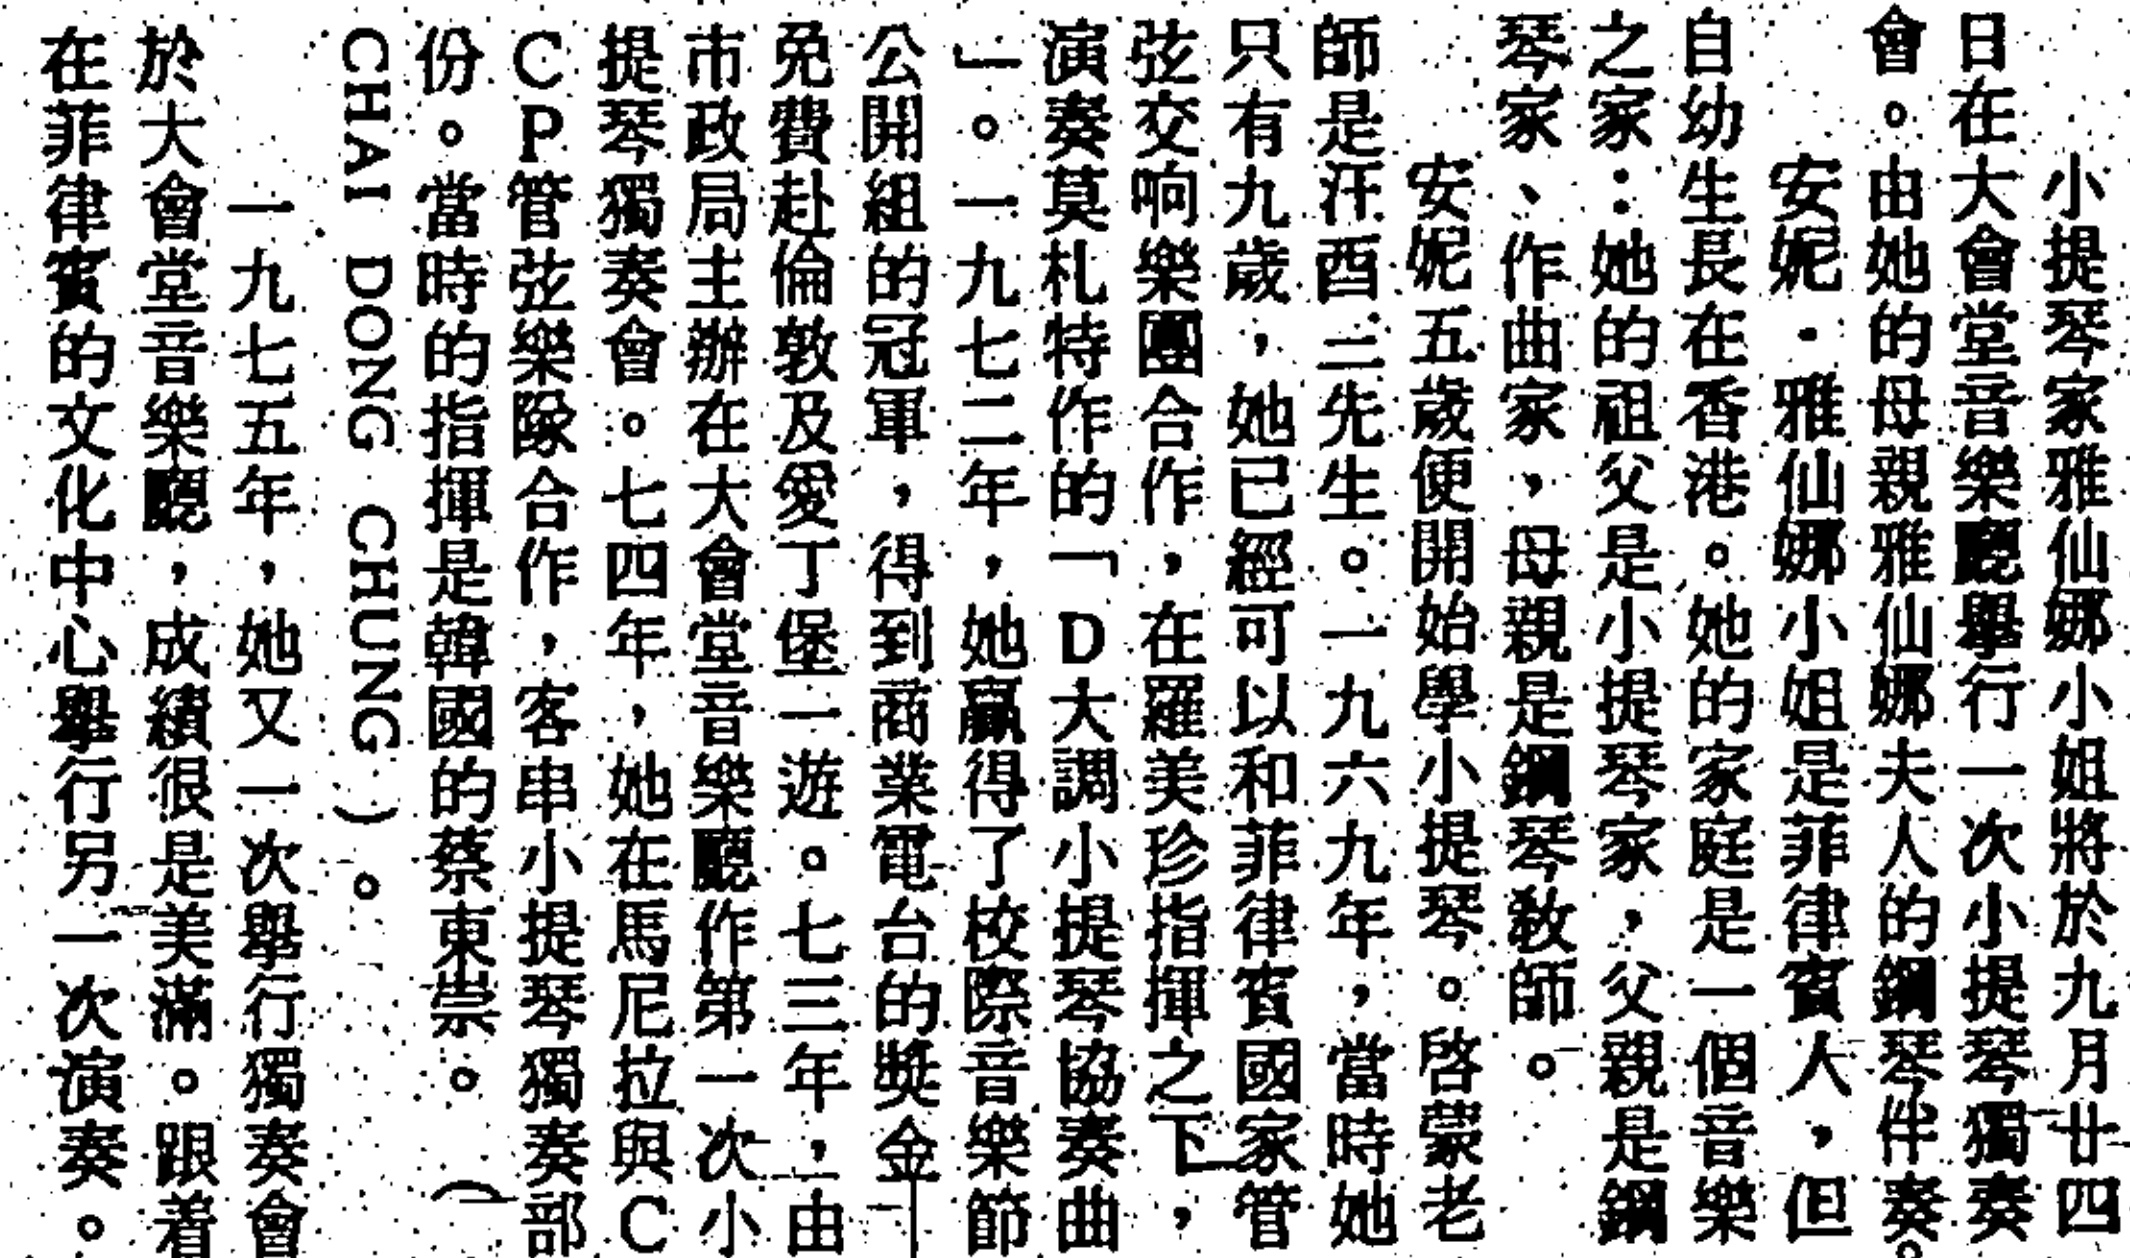 小提琴家雅仙娜小姐將於九月廿四
日在大會堂音樂廳舉行一次小提琴獨奏
會。由她的母親雅仙娜夫人的鋼琴伴奏。
安妮・雅仙娜小姐是菲律賓人，但
自幼生長在香港。她的家庭是一個音樂
之家：她的祖父是小提琴家，父親是鋼
琴家、作曲家，母親是鋼琴教師。
安妮五歲便開始學小提琴。啓蒙老
師是汪酉三先生。一九六九年，當時她
只有九歲，她已經可以和菲律賓國家管
弦交响樂團合作，在羅美珍指揮之下，
演奏莫札特作的「D大調小提琴協奏曲
」。一九七二年，她贏得了校際音樂節
公開組的冠軍，得到商業電台的獎金
免費赴倫敦及愛丁堡一遊。七三年，由
市政局主辦在大會堂音樂廳作第一次小
提琴獨奏會。七四年，她在馬尼拉與C
CP管弦樂隊合作，客串小提琴獨奏部
份。當時的指揮是韓國的蔡東崇。（
CHAI DONG CHUNG）。
一九七五年，她又一次舉行獨奏會
於大會堂音樂廳，成績很是美滿。跟着
在菲律賓的文化中心舉行另一次演奏。